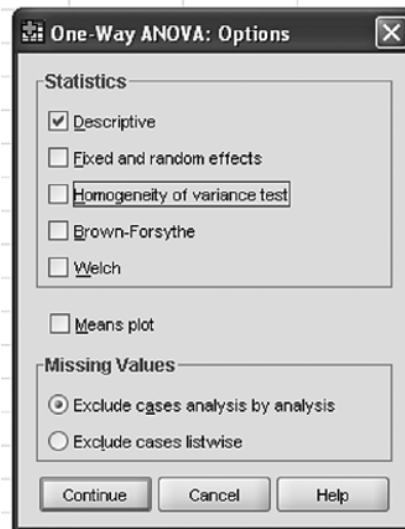 One-Way ANOVA: Options
Statistics
Descriptive
Fixed and random effects
Homogeneity of variance test
Brown-Forsythe
Welch
Means plot
Missing Values
Exclude cases analysis by analysis
Exclude cases listwise
Continue Cancel Help